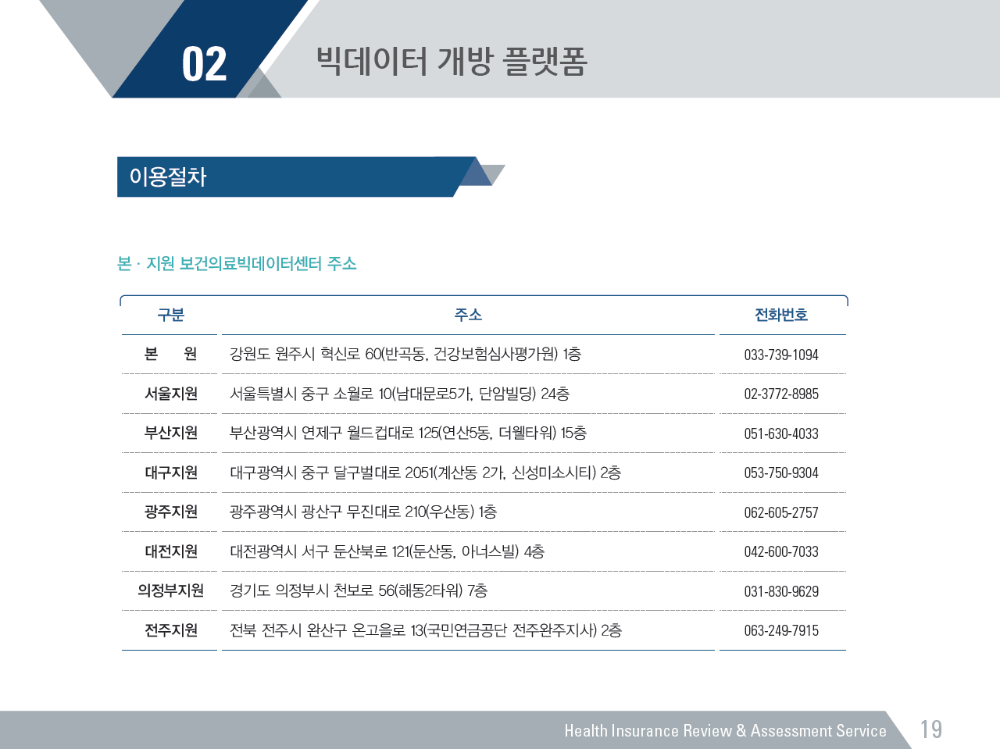 02
빅데이터 개방 플랫폼
이용절차
본 · 지원 보건의료빅데이터센터 주소
구분 주소 전화번호
본 원 강원도 원주시 혁신로 60(반곡동, 건강보험심사평가원) 1층 033-739-1094
서울지원 서울특별시 중구 소월로 10(남대문로5가, 단암빌딩) 24층 02-3772-8985
부산지원 부산광역시 연제구 월드컵대로 125(연산5동, 더웰타워) 15층 051-630-4033
대구지원 대구광역시 중구 달구벌대로 2051(계산동 2가, 신성미소시티) 2층 053-750-9304
광주지원 광주광역시 광산구 무진대로 210(우산동) 1층 062-605-2757
대전지원 대전광역시 서구 둔산북로 121(둔산동, 아너스빌) 4층 042-600-7033
의정부지원 경기도 의정부시 천보로 56(해동2타워) 7층 031-830-9629
전주지원 전북 전주시 완산구 온고을로 13(국민연금공단 전주완주지사) 2층 063-249-7915
Health Insurance Review & Assessment Service 19